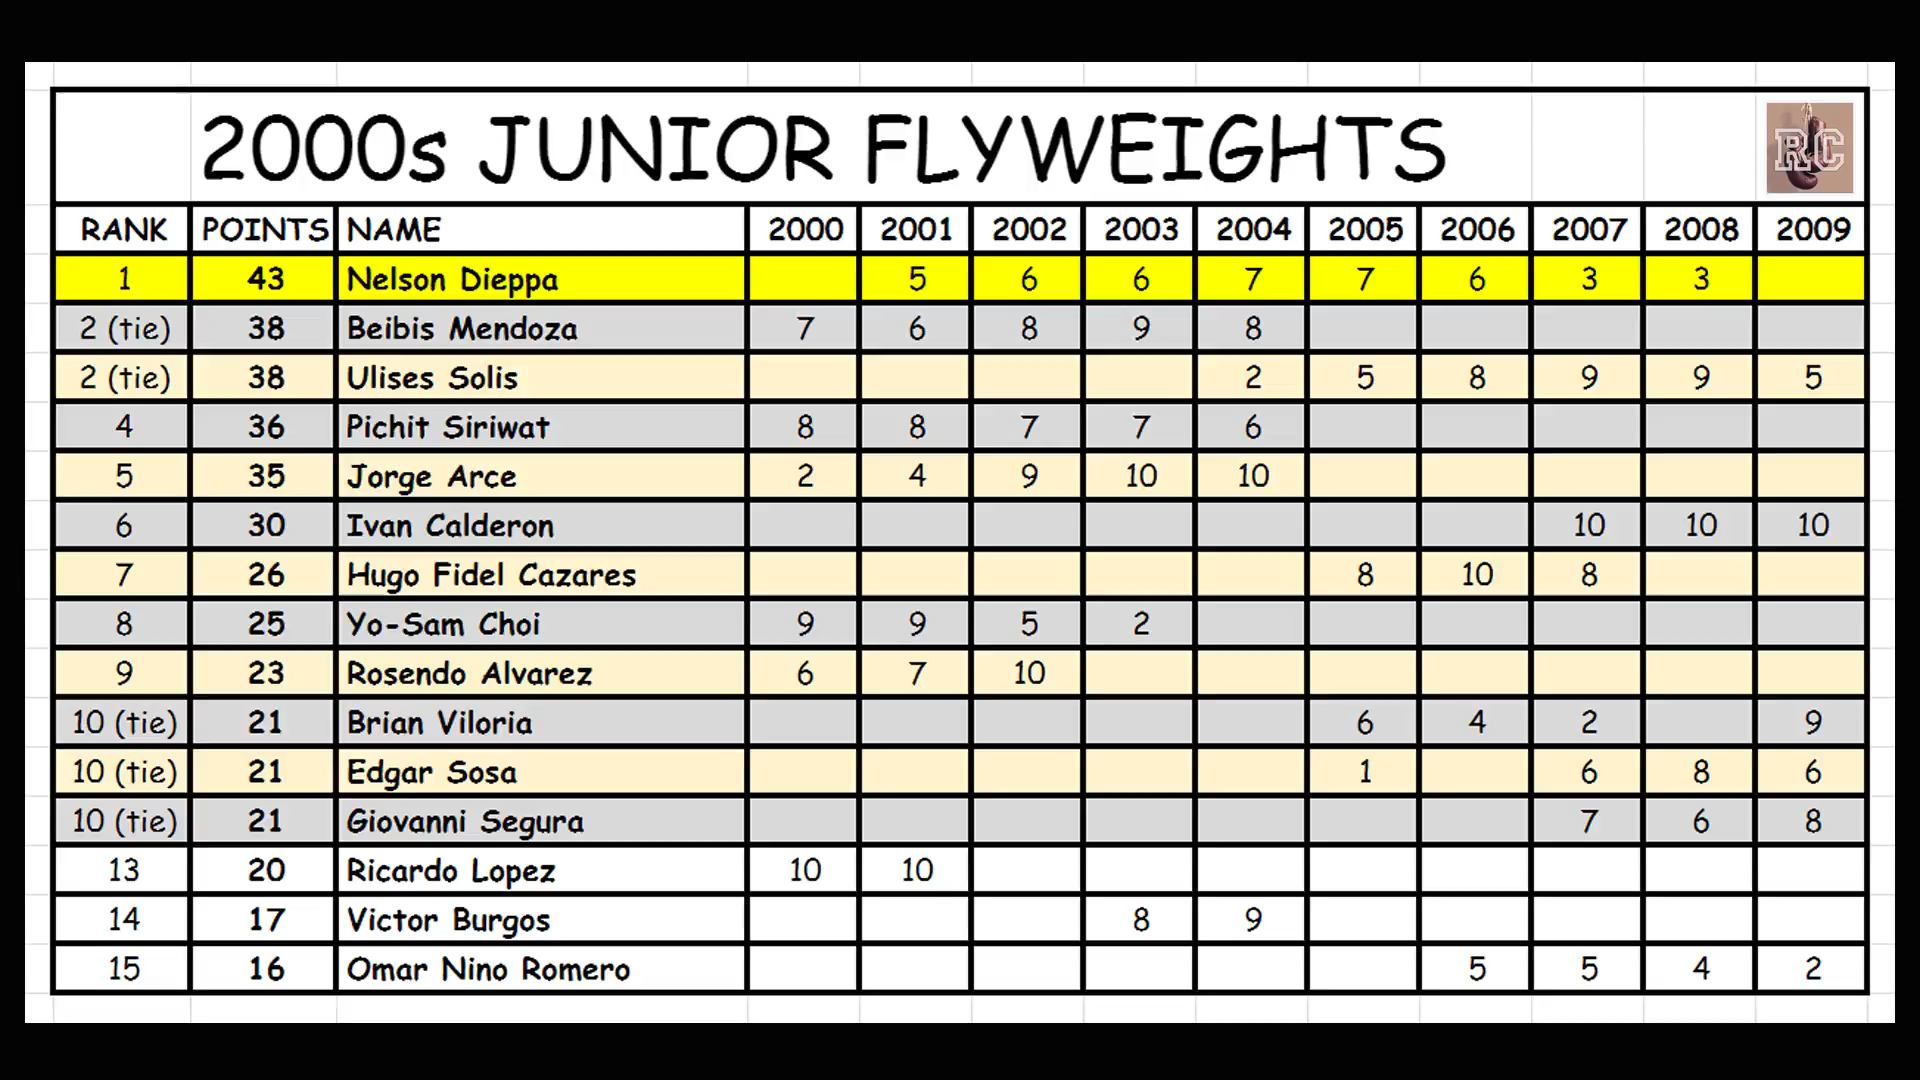 2000s JUNIOR FLYWEIGHTS RC
RANK POINTS NAME 2000 2001 2002 2003 2004 2005 2006 2007 2008 2009
1 43 Nelson Dieppa 5 6 6 7 7 6 3 3
2 (tie) 38 Beibis Mendoza 7 6 8 9 8
2 (tie) 38 Ulises Solis 2 5 8 9 9 5
4 36 Pichit Siriwat 8 8 7 7 6
5 35 Jorge Arce 2 4 9 10 10
6 30 Ivan Calderon 10 10 10
7 26 Hugo Fidel Cazares 8 10 8
8 25 Yo-Sam Choi 9 9 5 2
9 23 Rosendo Alvarez 6 7 10
10 (tie) 21 Brian Viloria 6 4 2 9
10 (tie) 21 Edgar Sosa 1 6 8 6
10 (tie) 21 Giovanni Segura 7 6 8
13 20 Ricardo Lopez 10 10
14 17 Victor Burgos 8 9
15 16 Omar Nino Romero 5 5 4 2